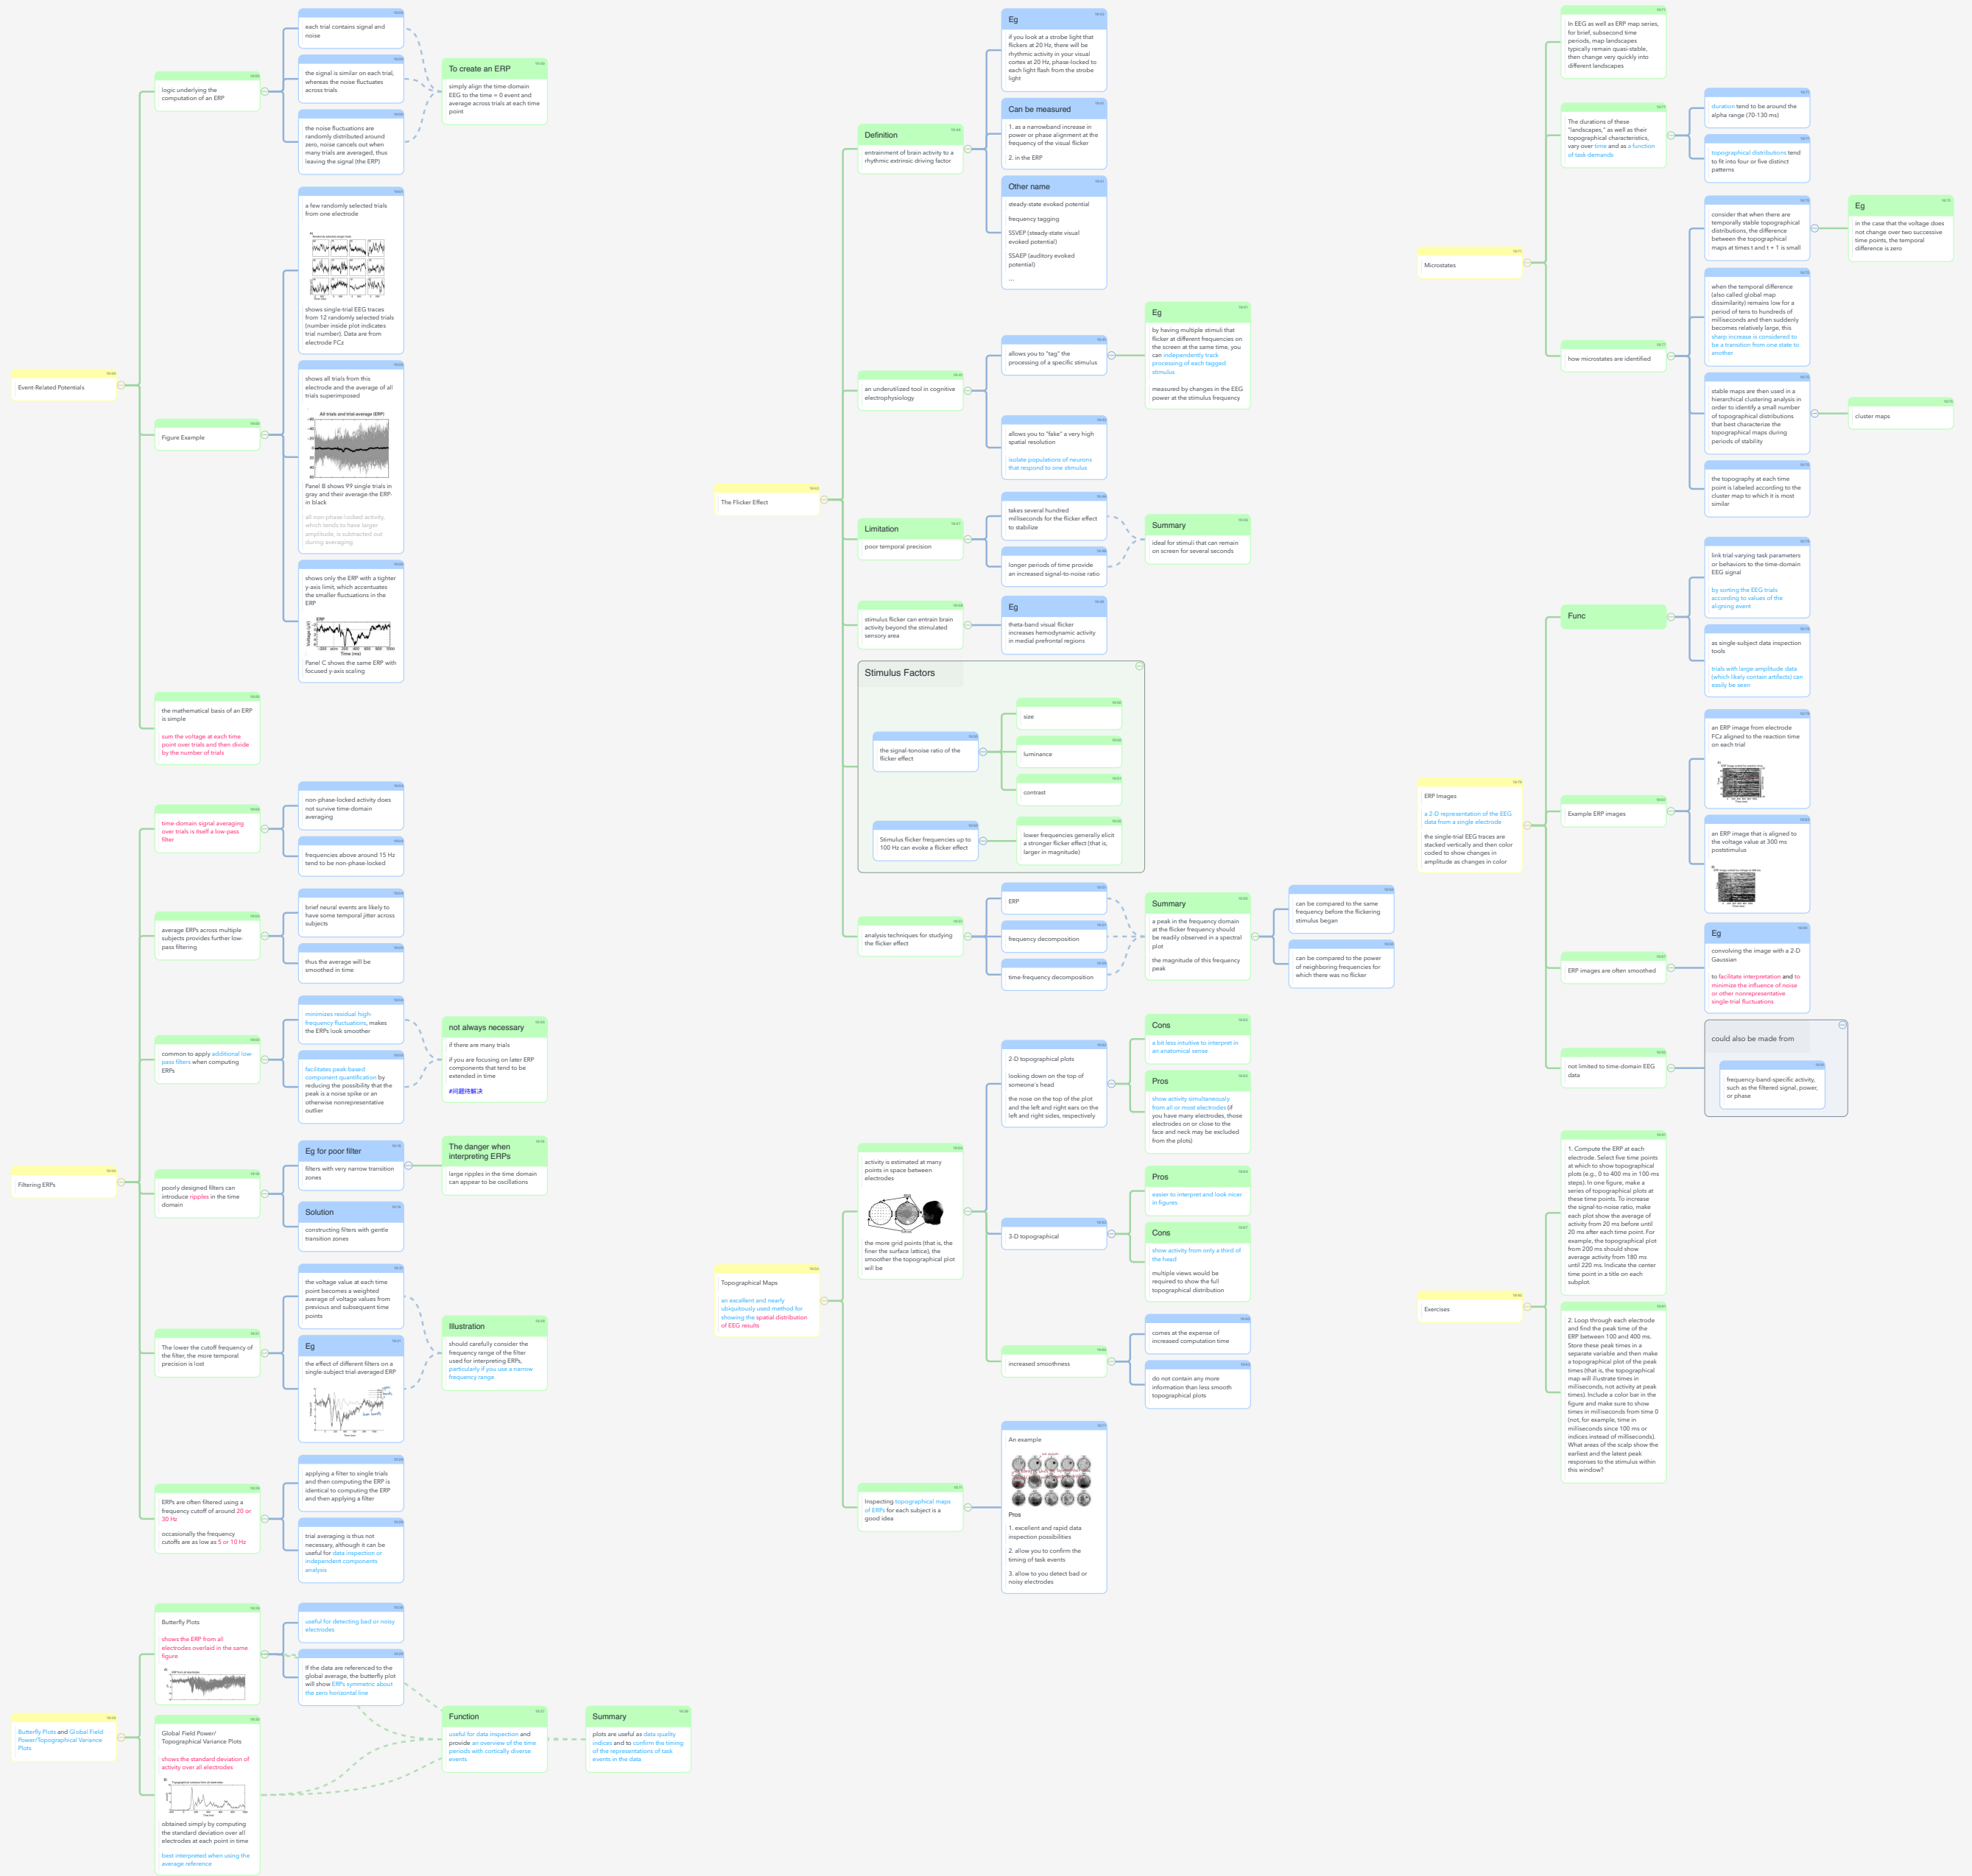 Event-Related Potentials
logic underlying the
computation of an ERP
each trial contains signal and
noise
the signal is similar on each trial,
whereas the noise fluctuates
across trials
the noise fluctuations are
randomly distributed around
zero, noise cancels out when
many trials are averaged, thus
leaving the signal (the ERP)
To create an ERP
simply align the time-domain
EEG to the time = 0 event and
average across trials at each time
point
Figure Example
a few randomly selected trials
from one electrode
shows single-trial EEG traces
from 12 randomly selected trials
(number inside plot indicates
trial number). Data are from
electrode FCz
shows all trials from this
electrode and the average of all
trials superimposed
All trials and trial-average (ERP)
Panel B shows 99 single trials in
gray and their average the ERP-
in black
all non-phase-locked activity,
which tends to have larger
amplitude, is subtracted out
during averaging
shows only the ERP with a tighter
y-axis limit, which accentuates
the smaller fluctuations in the
ERP
ERP
Voltage (µV)
Time (ms)
Panel C shows the same ERP with
focused y-axis scaling
the mathematical basis of an ERP
is simple
sum the voltage at each time
point over trials and then divide
by the number of trials
Filtering ERPs
time-domain signal averaging
over trials is itself a low-pass
filter
non-phase-locked activity does
not survive time-domain
averaging
frequencies above around 15 Hz
tend to be non-phase-locked
average ERPs across multiple
subjects provides further low-
pass filtering
brief neural events are likely to
have some temporal jitter across
subjects
thus the average will be
smoothed in time
common to apply additional low-
pass filters when computing
ERPs
minimizes residual high-
frequency fluctuations, makes
the ERPs look smoother
facilitates peak-based
component quantification by
reducing the possibility that the
peak is a noise spike or an
otherwise nonrepresentative
outlier
not always necessary
if there are many trials
if you are focusing on later ERP
components that tend to be
extended in time
#问题待解决
poorly designed filters can
introduce ripples in the time
domain
Eg for poor filter
filters with very narrow transition
zones
The danger when
interpreting ERPs
large ripples in the time domain
can appear to be oscillations
Solution
constructing filters with gentle
transition zones
The lower the cutoff frequency of
the filter, the more temporal
precision is lost
the voltage value at each time
point becomes a weighted
average of voltage values from
previous and subsequent time
points
Eg
the effect of different filters on a
single-subject trial-averaged ERP
Illustration
should carefully consider the
frequency range of the filter
used for interpreting ERPs,
particularly if you use a narrow
frequency range
ERPs are often filtered using a
frequency cutoff of around 20 or
30 Hz
occasionally the frequency
cutoffs are as low as 5 or 10 Hz
applying a filter to single trials
and then computing the ERP is
identical to computing the ERP
and then applying a filter
trial averaging is thus not
necessary, although it can be
useful for data inspection or
independent components
analysis
Butterfly Plots and Global Field
Power/Topographical Variance
Plots
Butterfly Plots
shows the ERP from all
electrodes overlaid in the same
figure
useful for detecting bad or noisy
electrodes
If the data are referenced to the
global average, the butterfly plot
will show ERPs symmetric about
the zero horizontal line
Global Field Power/
Topographical Variance Plots
shows the standard deviation of
activity over all electrodes
obtained simply by computing
the standard deviation over all
electrodes at each point in time
best interpreted when using the
average reference
Function
useful for data inspection and
provide an overview of the time
periods with cortically diverse
events
Summary
plots are useful as data quality
indices and to confirm the timing
of the representations of task
events in the data
The Flicker Effect
Definition
entrainment of brain activity to a
rhythmic extrinsic driving factor
Eg
if you look at a strobe light that
flickers at 20 Hz, there will be
rhythmic activity in your visual
cortex at 20 Hz, phase-locked to
each light flash from the strobe
light
Can be measured
1. as a narrowband increase in
power or phase alignment at the
frequency of the visual flicker
2. in the ERP
Other name
steady-state evoked potential
frequency tagging
SSVEP (steady-state visual
evoked potential)
SSAEP (auditory evoked
potential)
...
an underutilized tool in cognitive
electrophysiology
allows you to "tag" the
processing of a specific stimulus
Eg
by having multiple stimuli that
flicker at different frequencies on
the screen at the same time, you
can independently track
processing of each tagged
stimulus
measured by changes in the EEG
power at the stimulus frequency
allows you to "fake" a very high
spatial resolution
isolate populations of neurons
that respond to one stimulus
Limitation
poor temporal precision
takes several hundred
milliseconds for the flicker effect
to stabilize
longer periods of time provide
an increased signal-to-noise ratio
Summary
ideal for stimuli that can remain
on screen for several seconds
stimulus flicker can entrain brain
activity beyond the stimulated
sensory area
Eg
theta-band visual flicker
increases hemodynamic activity
in medial prefrontal regions
Stimulus Factors
the signal-tonoise ratio of the
flicker effect
size
luminance
contrast
Stimulus flicker frequencies up to
100 Hz can evoke a flicker effect
lower frequencies generally elicit
a stronger flicker effect (that is,
larger in magnitude)
analysis techniques for studying
the flicker effect
ERP
frequency decomposition
time-frequency decomposition
Summary
a peak in the frequency domain
at the flicker frequency should
be readily observed in a spectral
plot
the magnitude of this frequency
peak
can be compared to the same
frequency before the flickering
stimulus began
can be compared to the power
of neighboring frequencies for
which there was no flicker
Topographical Maps
an excellent and nearly
ubiquitously used method for
showing the spatial distribution
of EEG results
activity is estimated at many
points in space between
electrodes
the more grid points (that is, the
finer the surface lattice), the
smoother the topographical plot
will be
2-D topographical plots
looking down on the top of
someone's head
the nose on the top of the plot
and the left and right ears on the
left and right sides, respectively
Cons
a bit less intuitive to interpret in
an anatomical sense
Pros
show activity simultaneously
from all or most electrodes (if
you have many electrodes, those
electrodes on or close to the
face and neck may be excluded
from the plots)
3-D topographical
Pros
easier to interpret and look nicer
in figures
Cons
show activity from only a third of
the head
multiple views would be
required to show the full
topographical distribution
increased smoothness
comes at the expense of
increased computation time
do not contain any more
information than less smooth
topographical plots
Inspecting topographical maps
of ERPs for each subject is a
good idea
An example
Pros
1. excellent and rapid data
inspection possibilities
2. allow you to confirm the
timing of task events
3. allow to you detect bad or
noisy electrodes
Microstates
In EEG as well as ERP map series,
for brief, subsecond time
periods, map landscapes
typically remain quasi-stable,
then change very quickly into
different landscapes
The durations of these
"landscapes," as well as their
topographical characteristics,
vary over time and as a function
of task demands
duration tend to be around the
alpha range (70-130 ms)
topographical distributions tend
to fit into four or five distinct
patterns
how microstates are identified
consider that when there are
temporally stable topographical
distributions, the difference
between the topographical
maps at times t and t + 1 is small
Eg
in the case that the voltage does
not change over two successive
time points, the temporal
difference is zero
when the temporal difference
(also called global map
dissimilarity) remains low for a
period of tens to hundreds of
milliseconds and then suddenly
becomes relatively large, this
sharp increase is considered to
be a transition from one state to
another
stable maps are then used in a
hierarchical clustering analysis in
order to identify a small number
of topographical distributions
that best characterize the
topographical maps during
periods of stability
cluster maps
the topography at each time
point is labeled according to the
cluster map to which it is most
similar
ERP Images
a 2-D representation of the EEG
data from a single electrode
the single-trial EEG traces are
stacked vertically and then color
coded to show changes in
amplitude as changes in color
Func
link trial-varying task parameters
or behaviors to the time-domain
EEG signal
by sorting the EEG trials
according to values of the
aligning event
as single-subject data inspection
tools
trials with large-amplitude data
(which likely contain artifacts) can
easily be seen
Example ERP images
an ERP image from electrode
FCz aligned to the reaction time
on each trial
an ERP image that is aligned to
the voltage value at 300 ms
poststimulus
ERP images are often smoothed
Eg
convolving the image with a 2-D
Gaussian
to facilitate interpretation and to
minimize the influence of noise
or other nonrepresentative
single-trial fluctuations
not limited to time-domain EEG
data
could also be made from
frequency-band-specific activity,
such as the filtered signal, power,
or phase
Exercises
1. Compute the ERP at each
electrode. Select five time points
at which to show topographical
plots (e.g., 0 to 400 ms in 100-ms
steps). In one figure, make a
series of topographical plots at
these time points. To increase
the signal-to-noise ratio, make
each plot show the average of
activity from 20 ms before until
20 ms after each time point. For
example, the topographical plot
from 200 ms should show
average activity from 180 ms
until 220 ms. Indicate the center
time point in a title on each
subplot.
2. Loop through each electrode
and find the peak time of the
ERP between 100 and 400 ms.
Store these peak times in a
separate variable and then make
a topographical plot of the peak
times (that is, the topographical
map will illustrate times in
milliseconds, not activity at peak
times). Include a color bar in the
figure and make sure to show
times in milliseconds from time 0
(not, for example, time in
milliseconds since 100 ms or
indices instead of milliseconds).
What areas of the scalp show the
earliest and the latest peak
responses to the stimulus within
this window?